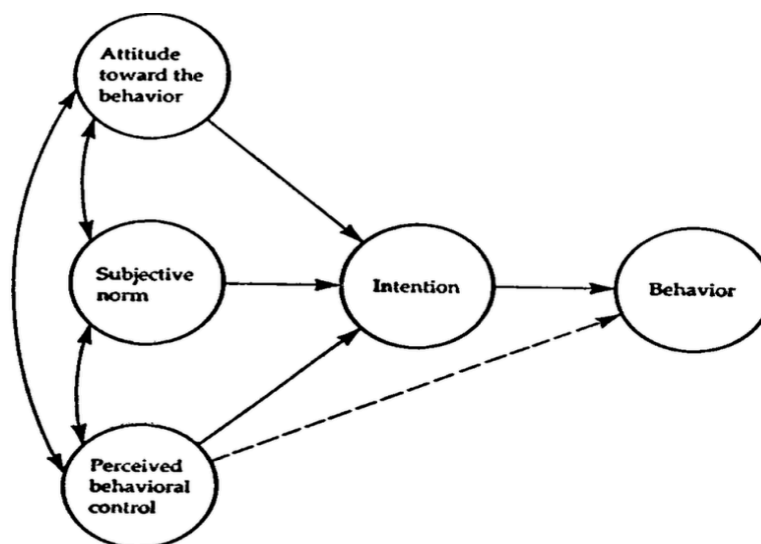 Attitude
toward the
behavior
Subjective
norm
Intention
Behavior
Perceived
behavioral
control